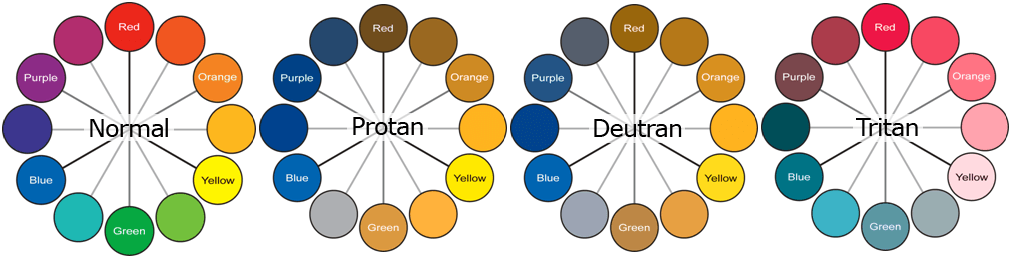 Red
Purple
Orange
Normal
Blue
Yellow
Green
Red
Purple
Orange
Protan
Blue
Yellow
Green
Red
Purple
Orange
Deutran
Blue
Yellow
Green
Red
Purple
Orange
Tritan
Blue
Yellow
Green